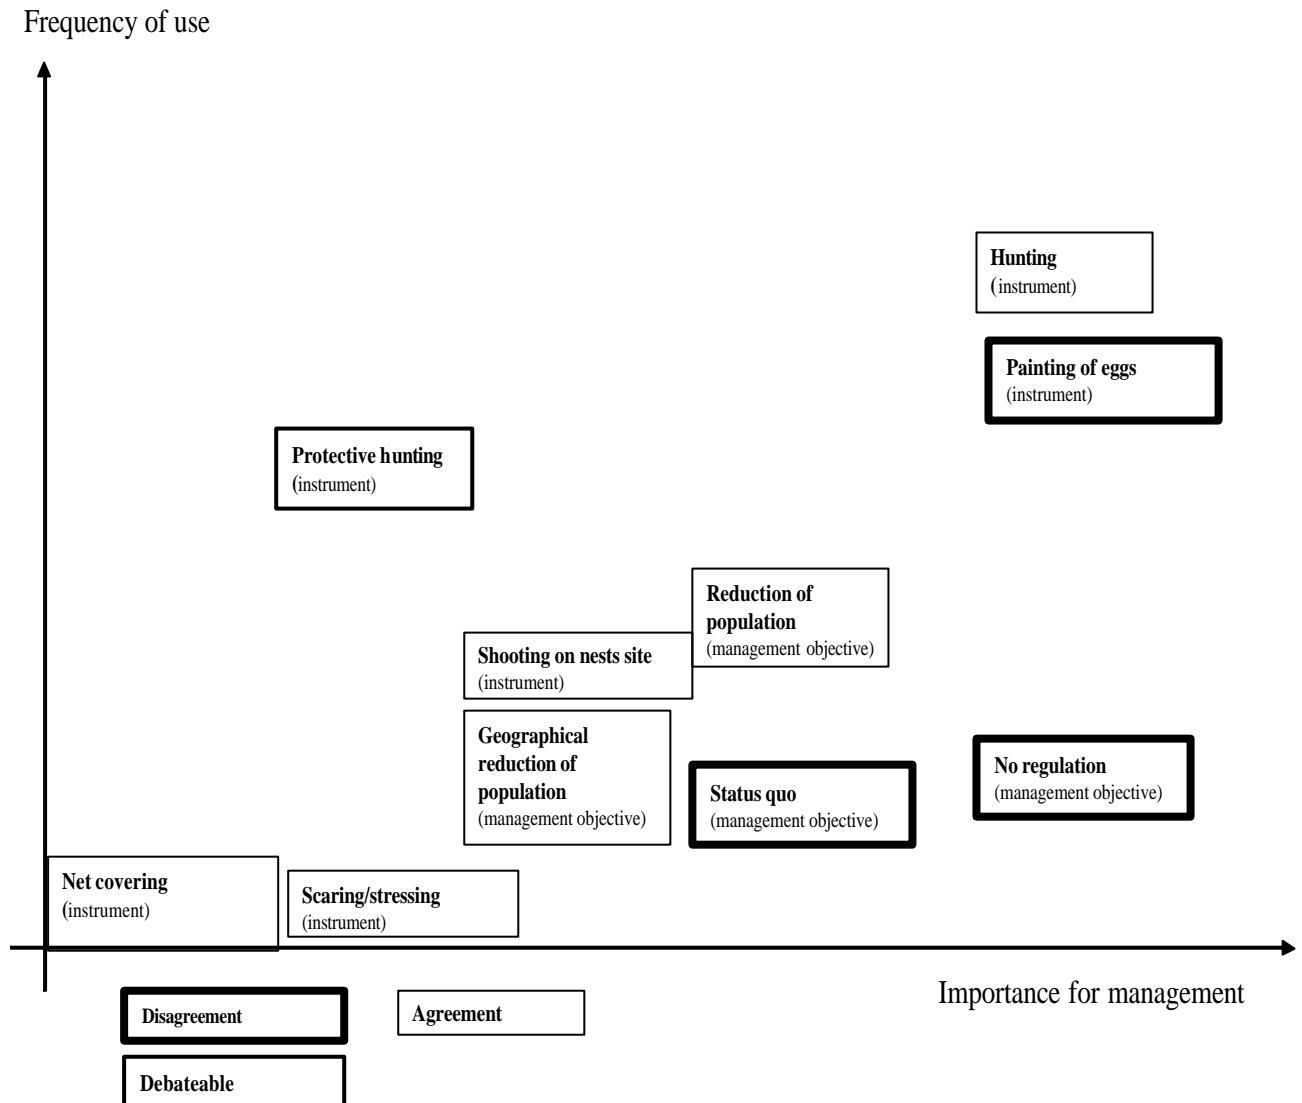 Frequency of use
Hunting
(instrument)
Painting of eggs
(instrument)
Protective hunting
(instrument)
Reduction of
population
(management objective)
Shooting on nests site
(instrument)
Geographical
reduction of
population
(management objective)
Status quo
(management objective)
No regulation
(management objective)
Net covering
(instrument)
Scaring/stressing
(instrument)
Importance for management
Disagreement
Agreement
Debateable